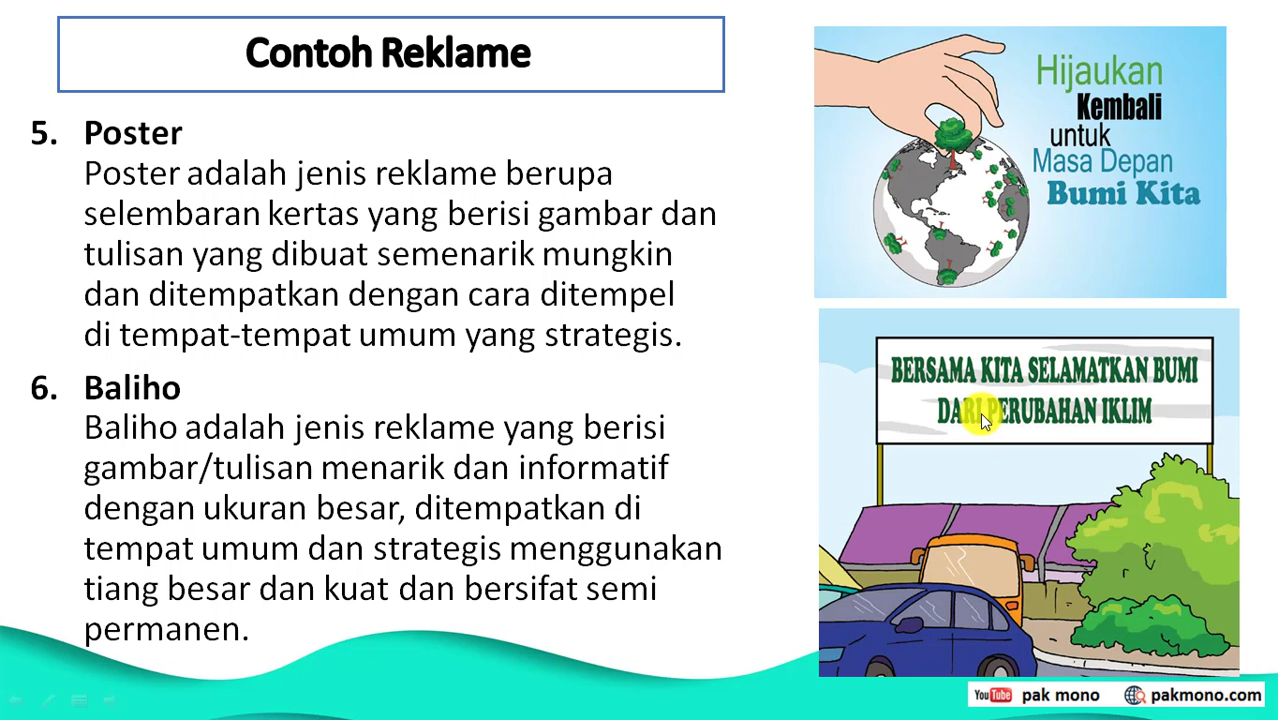 Contoh Reklame
5. Poster
Poster adalah jenis reklame berupa
selembaran kertas yang berisi gambar dan
tulisan yang dibuat semenarik mungkin
dan ditempatkan dengan cara ditempel
di tempat-tempat umum yang strategis.
6. Baliho
Baliho adalah jenis reklame yang berisi
gambar/tulisan menarik dan informatif
dengan ukuran besar, ditempatkan di
tempat umum dan strategis menggunakan
tiang besar dan kuat dan bersifat semi
permanen.
Hijaukan
Kembali
untuk
Masa Depan
Bumi Kita
BERSAMA KITA SELAMATKAN BUMI
DARI PERUBAHAN IKLIM
YouTube pak mono pakmono.com